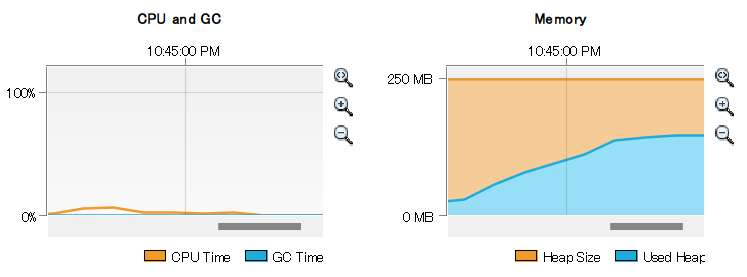 CPU and GC
10:45:00 PM
100%
0%
CPU Time
GC Time
Memory
10:45:00 PM
250 MB
0 MB
Heap Size
Used Heap